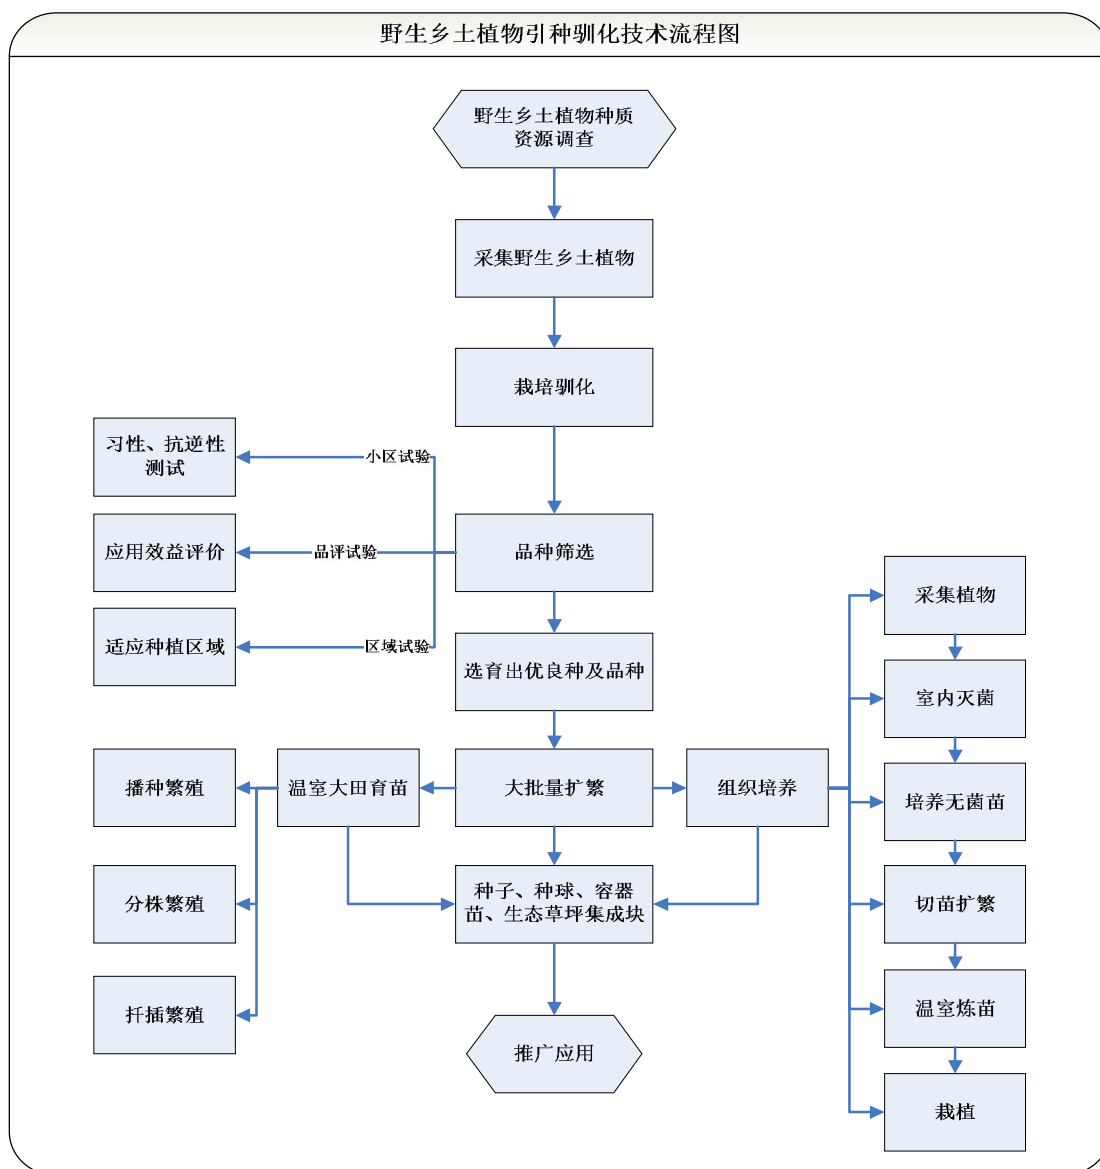 野生乡土植物引种驯化技术流程图
野生乡土植物种质
资源调查
采集野生乡土植物
栽培驯化
习性、抗逆性
测试
小区试验
应用效益评价
品评试验
品种筛选
适应种植区域
区域试验
选育出优良种及品种
播种繁殖
温室大田育苗
大批量扩繁
组织培养
分株繁殖
种子、种球、容器
苗、生态草坪集成块
扦插繁殖
推广应用
采集植物
室内灭菌
培养无菌苗
切苗扩繁
温室炼苗
栽植